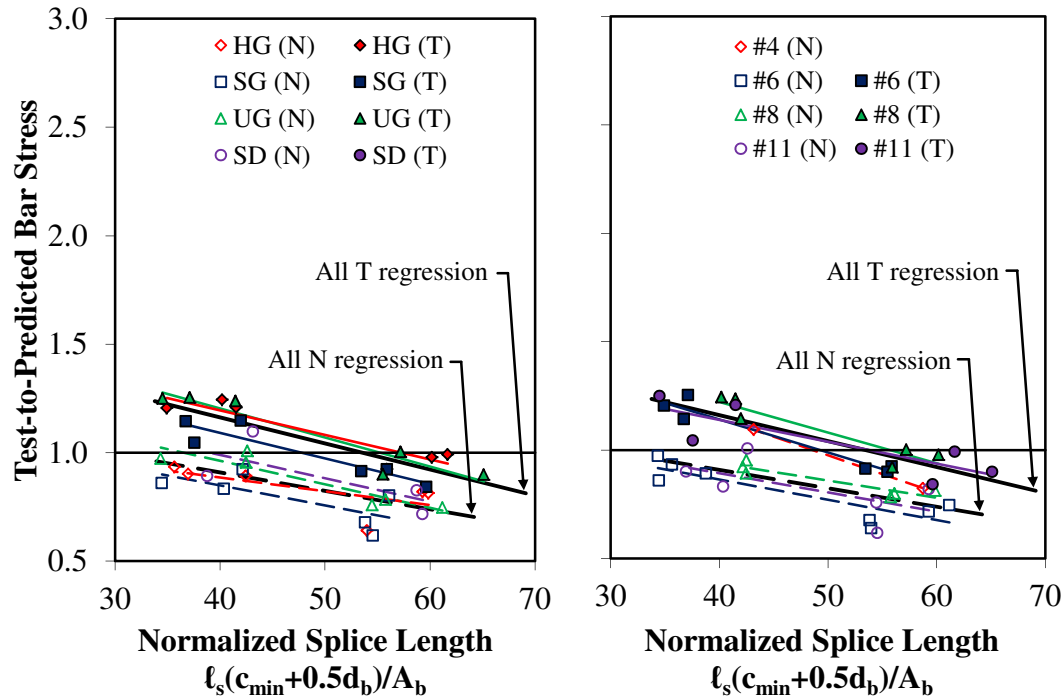 Test-to-Predicted Bar Stress
3.0
2.5
2.0
1.5
1.0
0.5
HG (N)
HG (T)
SG (N)
SG (T)
UG (N)
UG (T)
SD (N)
SD (T)
All T regression
All N regression
30
40
50
60
70
Normalized Splice Length
ℓs(cmin+0.5db)/Ab
#4 (N)
#6 (N)
#6 (T)
#8 (N)
#8 (T)
#11 (N)
#11 (T)
All T regression
All N regression
30
40
50
60
70
Normalized Splice Length
ℓs(cmin+0.5db)/Ab